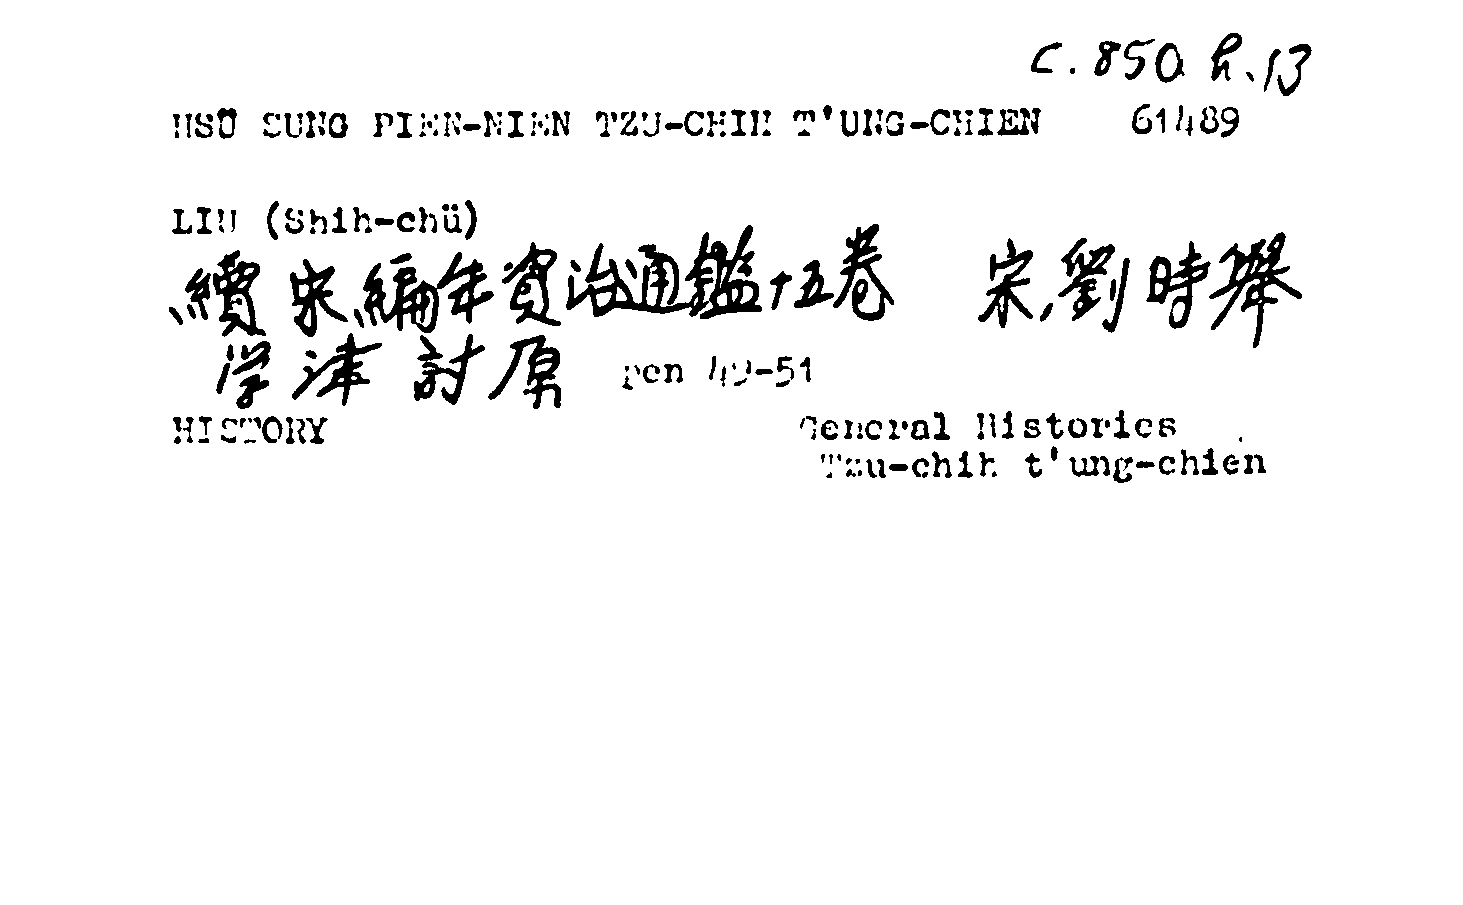 c.850.h.13
HSÜ SUNG PIEN-NIEN TZU-CHIH T'UNG-CHIEN 61489
LIU (Shih-chü)
續宋編年資治通鑑十五卷 宋,劉時舉
学津討原 pen 49-51
HISTORY General Histories
Tzu-chih t'ung-chien